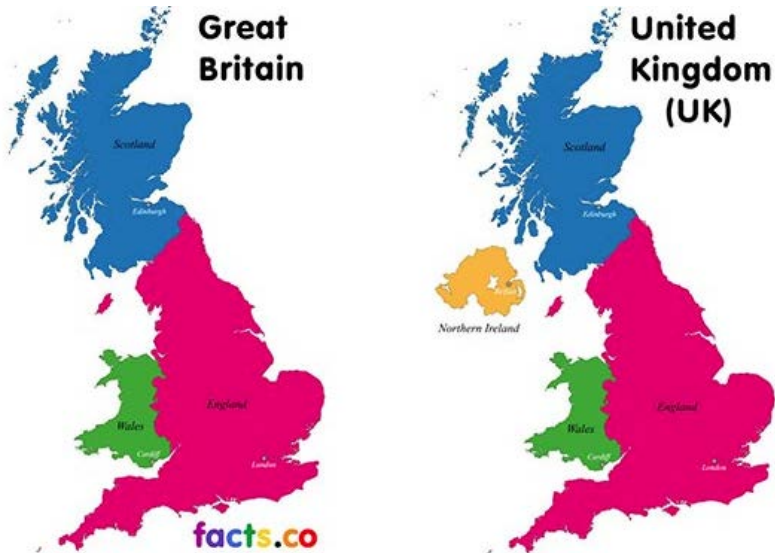 Great
Britain
Scotland
Edinburgh
England
Wales
Cardiff
London
facts.co
United
Kingdom
(UK)
Scotland
Edinburgh
Belfast
Northern Ireland
England
Wales
Cardiff
London